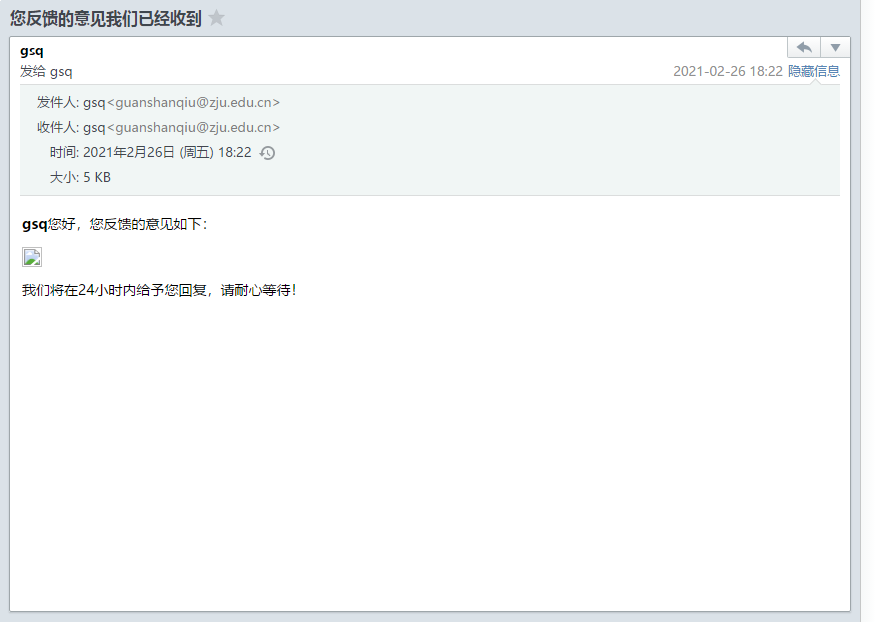 您反馈的意见我们已经收到
gsq
发给 gsq
2021-02-26 18:22 隐藏信息
发件人: gsq<guanshanqiu@zju.edu.cn>
收件人: gsq<guanshanqiu@zju.edu.cn>
时间: 2021年2月26日 (周五) 18:22
大小: 5 KB
gsq您好，您反馈的意见如下：
我们将在24小时内给予您回复，请耐心等待！